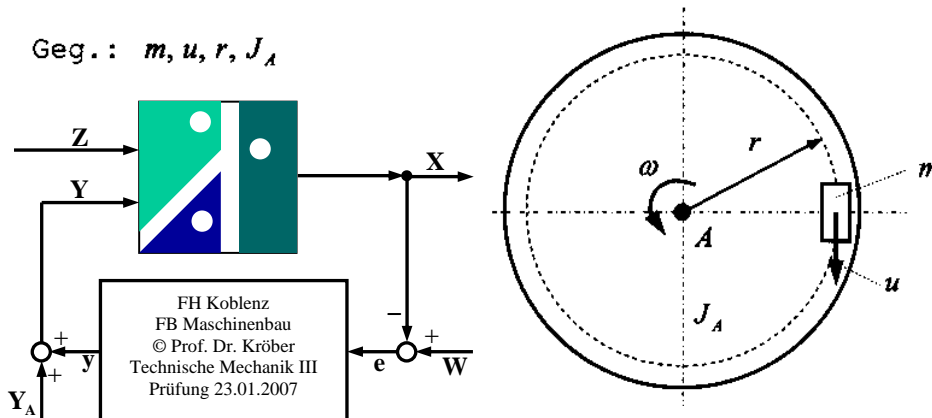 Geg.: m, u, r, J_A
Z
Y
X
FH Koblenz
FB Maschinenbau
© Prof. Dr. Kröber
Technische Mechanik III
Prüfung 23.01.2007
−
+
+
y
e
W
+
Y_A
r
m
ω
A
u
J_A